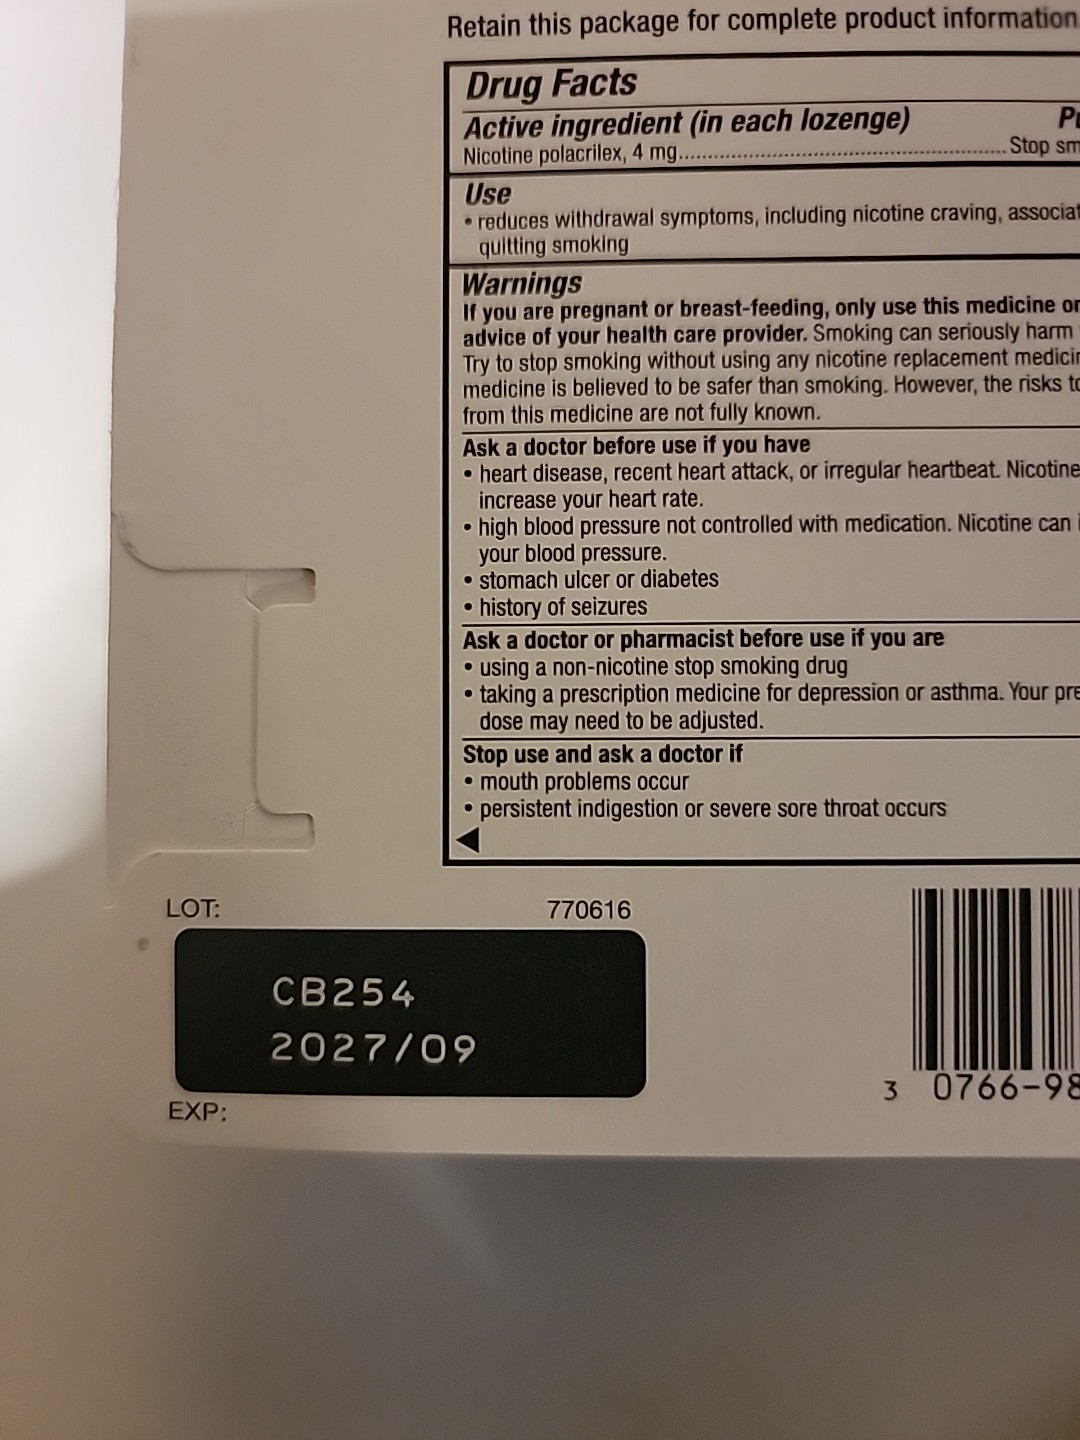 Retain this package for complete product information
Drug Facts
Active ingredient (in each lozenge)
Nicotine polacrilex, 4 mg.................................................... Stop
Use
• reduces withdrawal symptoms, including nicotine craving,
quitting smoking
Warnings
If you are pregnant or breast-feeding, only use this medicine
advice of your health care provider. Smoking can seriously harm
Try to stop smoking without using any nicotine replacement
medicine is believed to be safer than smoking. However, the risks
from this medicine are not fully known.
Ask a doctor before use if you have
• heart disease, recent heart attack, or irregular heartbeat. Nicotine
increase your heart rate.
• high blood pressure not controlled with medication. Nicotine can
your blood pressure.
• stomach ulcer or diabetes
• history of seizures
Ask a doctor or pharmacist before use if you are
• using a non-nicotine stop smoking drug
• taking a prescription medicine for depression or asthma. Your
dose may need to be adjusted.
Stop use and ask a doctor if
• mouth problems occur
• persistent indigestion or severe sore throat occurs
LOT: 770616
CB254
2027/09
EXP:
3 0766-98